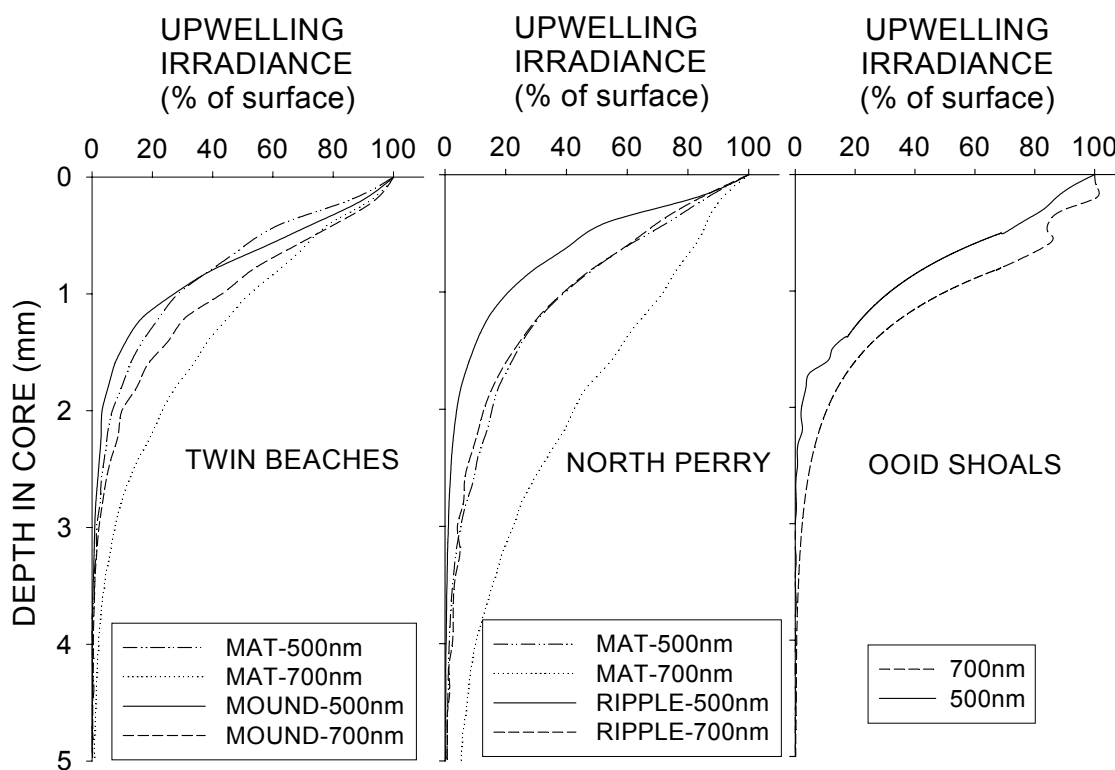 UPWELLING
IRRADIANCE
(% of surface)
0 20 40 60 80 100
UPWELLING
IRRADIANCE
(% of surface)
0 20 40 60 80 100
UPWELLING
IRRADIANCE
(% of surface)
0 20 40 60 80 100
DEPTH IN CORE (mm)
0
1
2
3
4
5
TWIN BEACHES
MAT-500nm
MAT-700nm
MOUND-500nm
MOUND-700nm
NORTH PERRY
MAT-500nm
MAT-700nm
RIPPLE-500nm
RIPPLE-700nm
OOID SHOALS
700nm
500nm